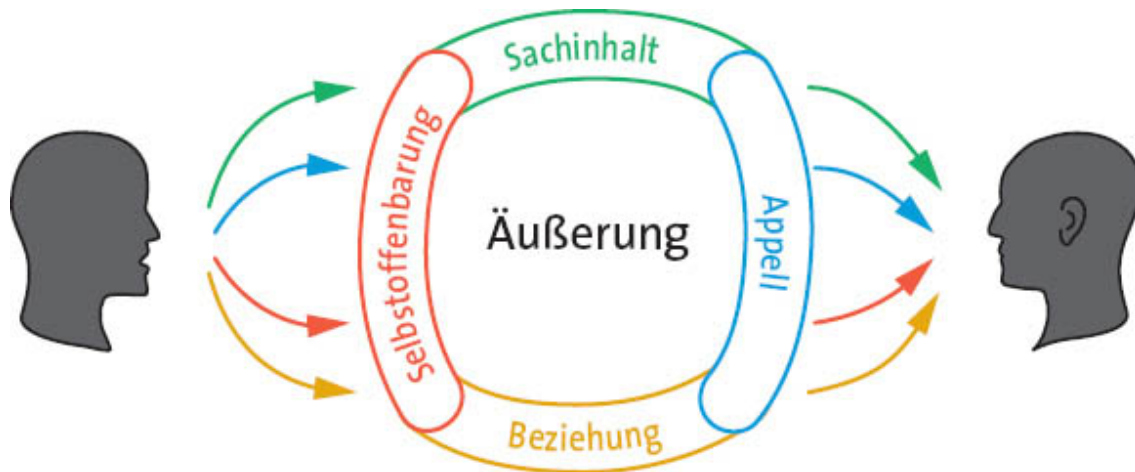 Sachinhalt
Selbstoffenbarung
Äußerung
Appell
Beziehung